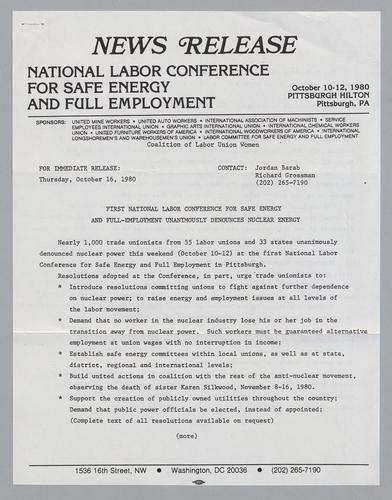 NEWS RELEASE
NATIONAL LABOR CONFERENCE
FOR SAFE ENERGY
AND FULL EMPLOYMENT
October 10-12, 1980
PITTSBURGH HILTON
Pittsburgh, PA
SPONSORS: UNITED MINE WORKERS • UNITED AUTO WORKERS • INTERNATIONAL ASSOCIATION OF MACHINISTS • SERVICE
EMPLOYEES INTERNATIONAL UNION • GRAPHIC ARTS INTERNATIONAL UNION • INTERNATIONAL CHEMICAL WORKERS
UNION • UNITED FURNITURE WORKERS OF AMERICA • INTERNATIONAL WOODWORKERS OF AMERICA • INTERNATIONAL
LONGSHOREMEN'S AND WAREHOUSEMEN'S UNION • LABOR COMMITTEE FOR SAFE ENERGY AND FULL EMPLOYMENT
Coalition of Labor Union Women
FOR IMMEDIATE RELEASE: CONTACT: Jordan Barab
Thursday, October 16, 1980 Richard Grossman
(202) 265-7190
FIRST NATIONAL LABOR CONFERENCE FOR SAFE ENERGY
AND FULL-EMPLOYMENT UNANIMOUSLY DENOUNCES NUCLEAR ENERGY
Nearly 1,000 trade unionists from 55 labor unions and 33 states unanimously
denounced nuclear power this weekend (October 10-12) at the first National Labor
Conference for Safe Energy and Full Employment in Pittsburgh.
Resolutions adopted at the Conference, in part, urge trade unionists to:
* Introduce resolutions committing unions to fight against further dependence
on nuclear power; to raise energy and employment issues at all levels of
the labor movement;
* Demand that no worker in the nuclear industry lose his or her job in the
transition away from nuclear power. Such workers must be guaranteed alternative
employment at union wages with no interruption in income;
* Establish safe energy committees within local unions, as well as at state,
district, regional and international levels;
* Build united actions in coalition with the rest of the anti-nuclear movement,
observing the death of sister Karen Silkwood, November 8-16, 1980.
* Support the creation of publicly owned utilities throughout the country;
Demand that public power officials be elected, instead of appointed;
(Complete text of all resolutions available on request)
(more)
1536 16th Street, NW • Washington, DC 20036 • (202) 265-7190